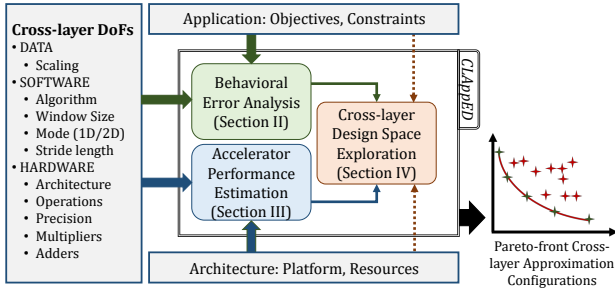 Application: Objectives, Constraints
Cross-layer DoFs
• DATA
• Scaling
• SOFTWARE
• Algorithm
• Window Size
• Mode (1D/2D)
• Stride length
• HARDWARE
• Architecture
• Operations
• Precision
• Multipliers
• Adders
Behavioral
Error Analysis
(Section II)
Accelerator
Performance
Estimation
(Section III)
Cross-layer
Design Space
Exploration
(Section IV)
CLAppED
Pareto-front Cross-
layer Approximation
Configurations
Architecture: Platform, Resources